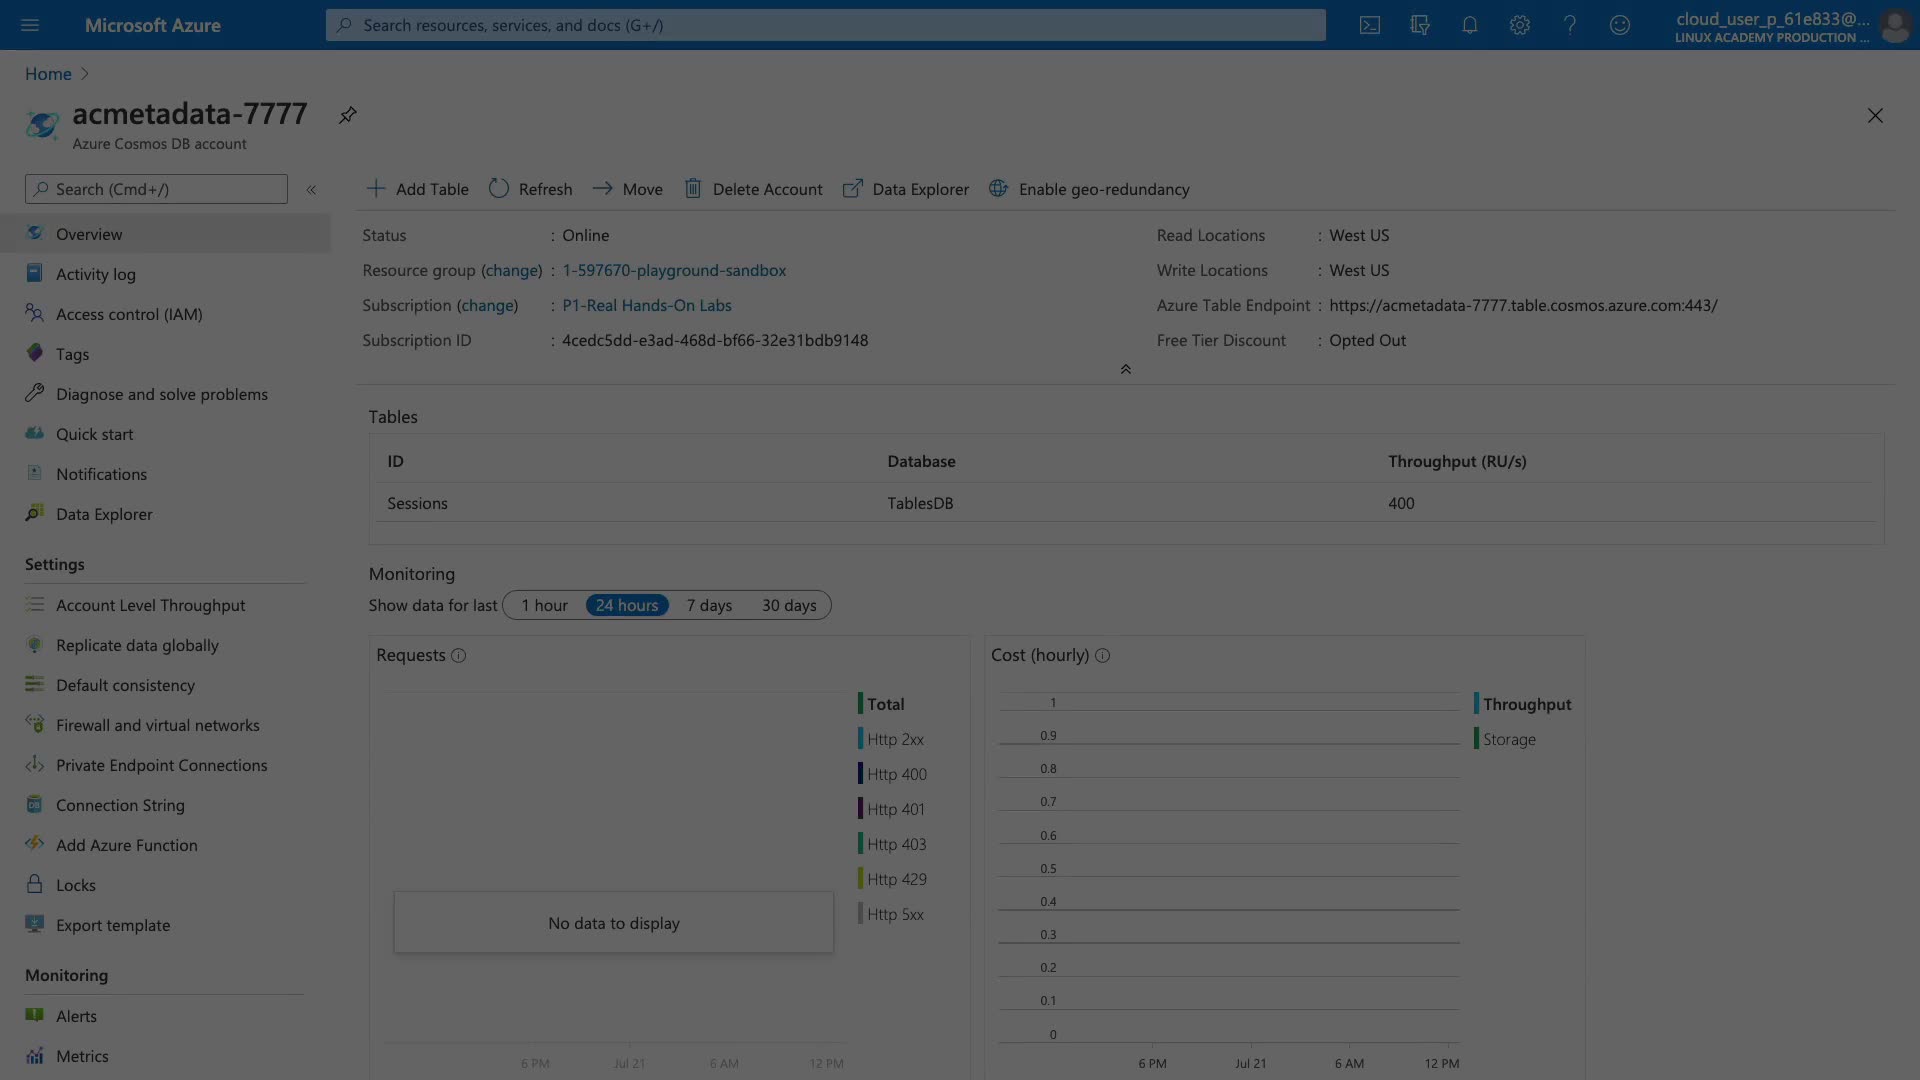 Microsoft Azure
Search resources, services, and docs (G+/)
cloud_user_p_61e833@...
LINUX ACADEMY PRODUCTION ...
Home
acmetadata-7777
Azure Cosmos DB account
Search (Cmd+/)
Overview
Activity log
Access control (IAM)
Tags
Diagnose and solve problems
Quick start
Notifications
Data Explorer
Settings
Account Level Throughput
Replicate data globally
Default consistency
Firewall and virtual networks
Private Endpoint Connections
Connection String
Add Azure Function
Locks
Export template
Monitoring
Alerts
Metrics
Add Table Refresh Move Delete Account Data Explorer Enable geo-redundancy
Status : Online
Resource group (change) : 1-597670-playground-sandbox
Subscription (change) : P1-Real Hands-On Labs
Subscription ID : 4cedc5dd-e3ad-468d-bf66-32e31bdb9148
Read Locations : West US
Write Locations : West US
Azure Table Endpoint : https://acmetadata-7777.table.cosmos.azure.com:443/
Free Tier Discount : Opted Out
Tables
ID Database Throughput (RU/s)
Sessions TablesDB 400
Monitoring
Show data for last 1 hour 24 hours 7 days 30 days
Requests
Total
Http 2xx
Http 400
Http 401
Http 403
Http 429
Http 5xx
No data to display
6 PM Jul 21 6 AM 12 PM
Cost (hourly)
1
0.9
0.8
0.7
0.6
0.5
0.4
0.3
0.2
0.1
0
Throughput
Storage
6 PM Jul 21 6 AM 12 PM